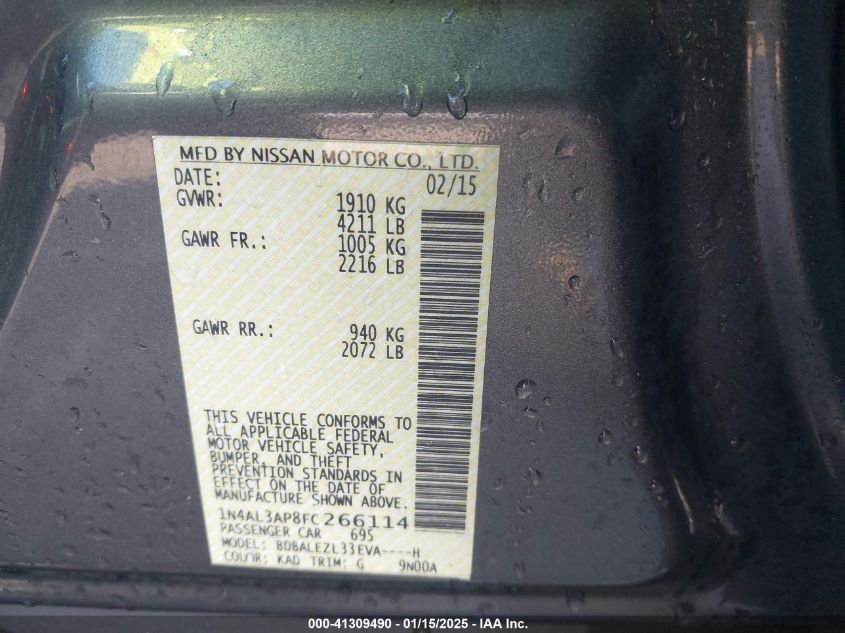 MFD BY NISSAN MOTOR CO., LTD.
DATE: 02/15
GVWR: 1910 KG
4211 LB
GAWR FR.: 1005 KG
2216 LB
GAWR RR.: 940 KG
2072 LB
THIS VEHICLE CONFORMS TO
ALL APPLICABLE FEDERAL
MOTOR VEHICLE SAFETY,
BUMPER, AND THEFT
PREVENTION STANDARDS IN
EFFECT ON THE DATE OF
MANUFACTURE SHOWN ABOVE.
1N4AL3AP8FC266114
PASSENGER CAR 695
MODEL: BDBALEZL33EVA----H
COLOR: KAD TRIM: G 9N00A
000-41309490 - 01/15/2025 - IAA Inc.